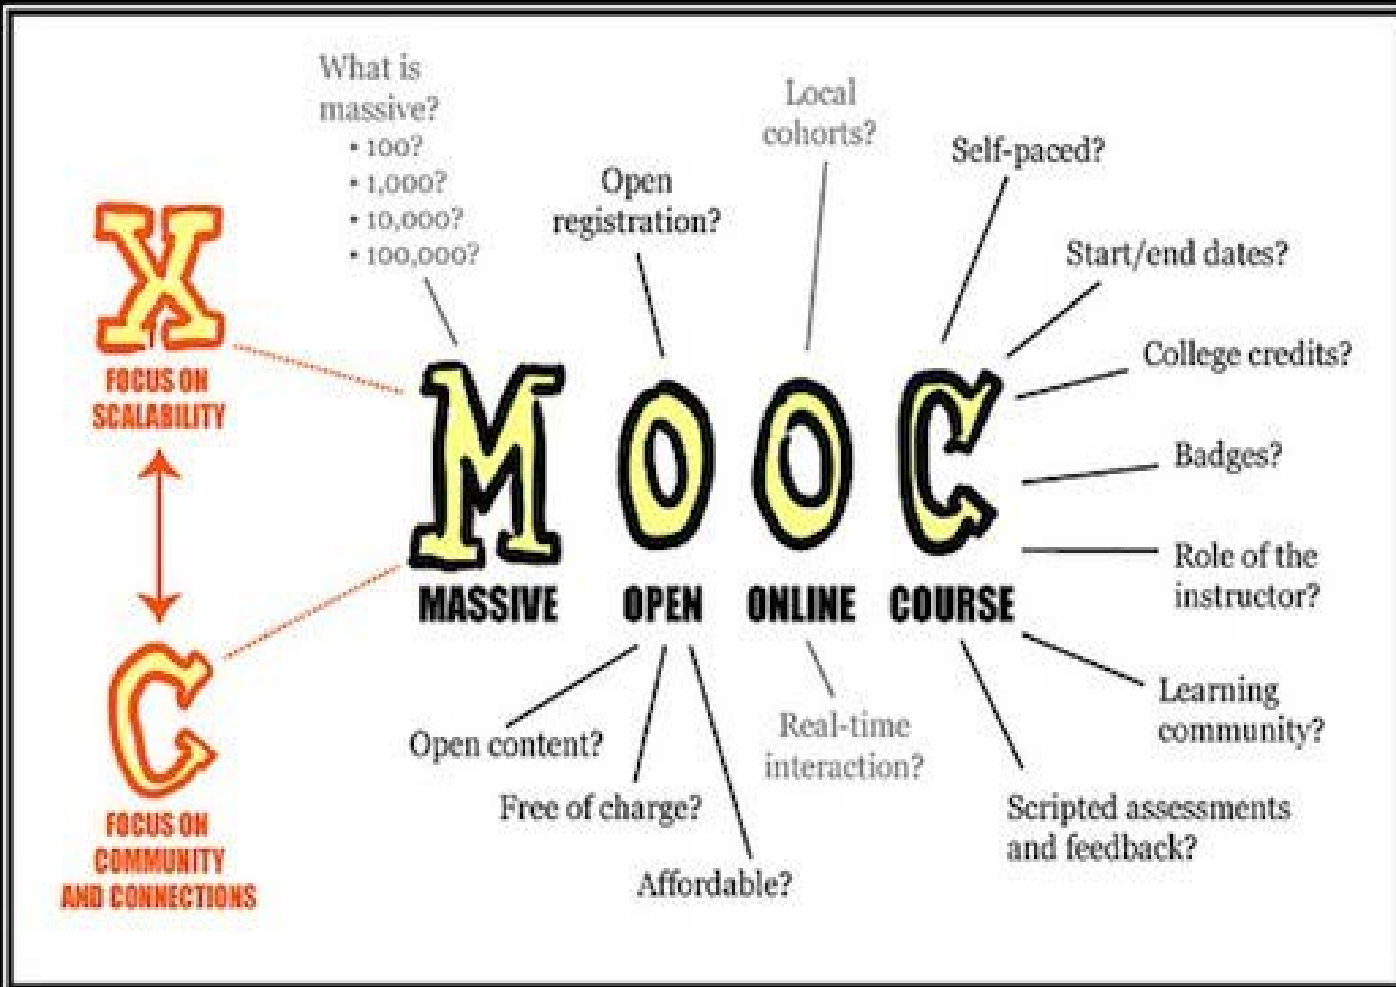 What is
massive?
• 100?
• 1,000?
• 10,000?
• 100,000?
Open
registration?
Local
cohorts?
Self-paced?
Start/end dates?
College credits?
Badges?
Role of the
instructor?
Learning
community?
Scripted assessments
and feedback?
X
FOCUS ON
SCALABILITY
C
FOCUS ON
COMMUNITY
AND CONNECTIONS
MOOC
MASSIVE OPEN ONLINE COURSE
Open content?
Free of charge?
Affordable?
Real-time
interaction?